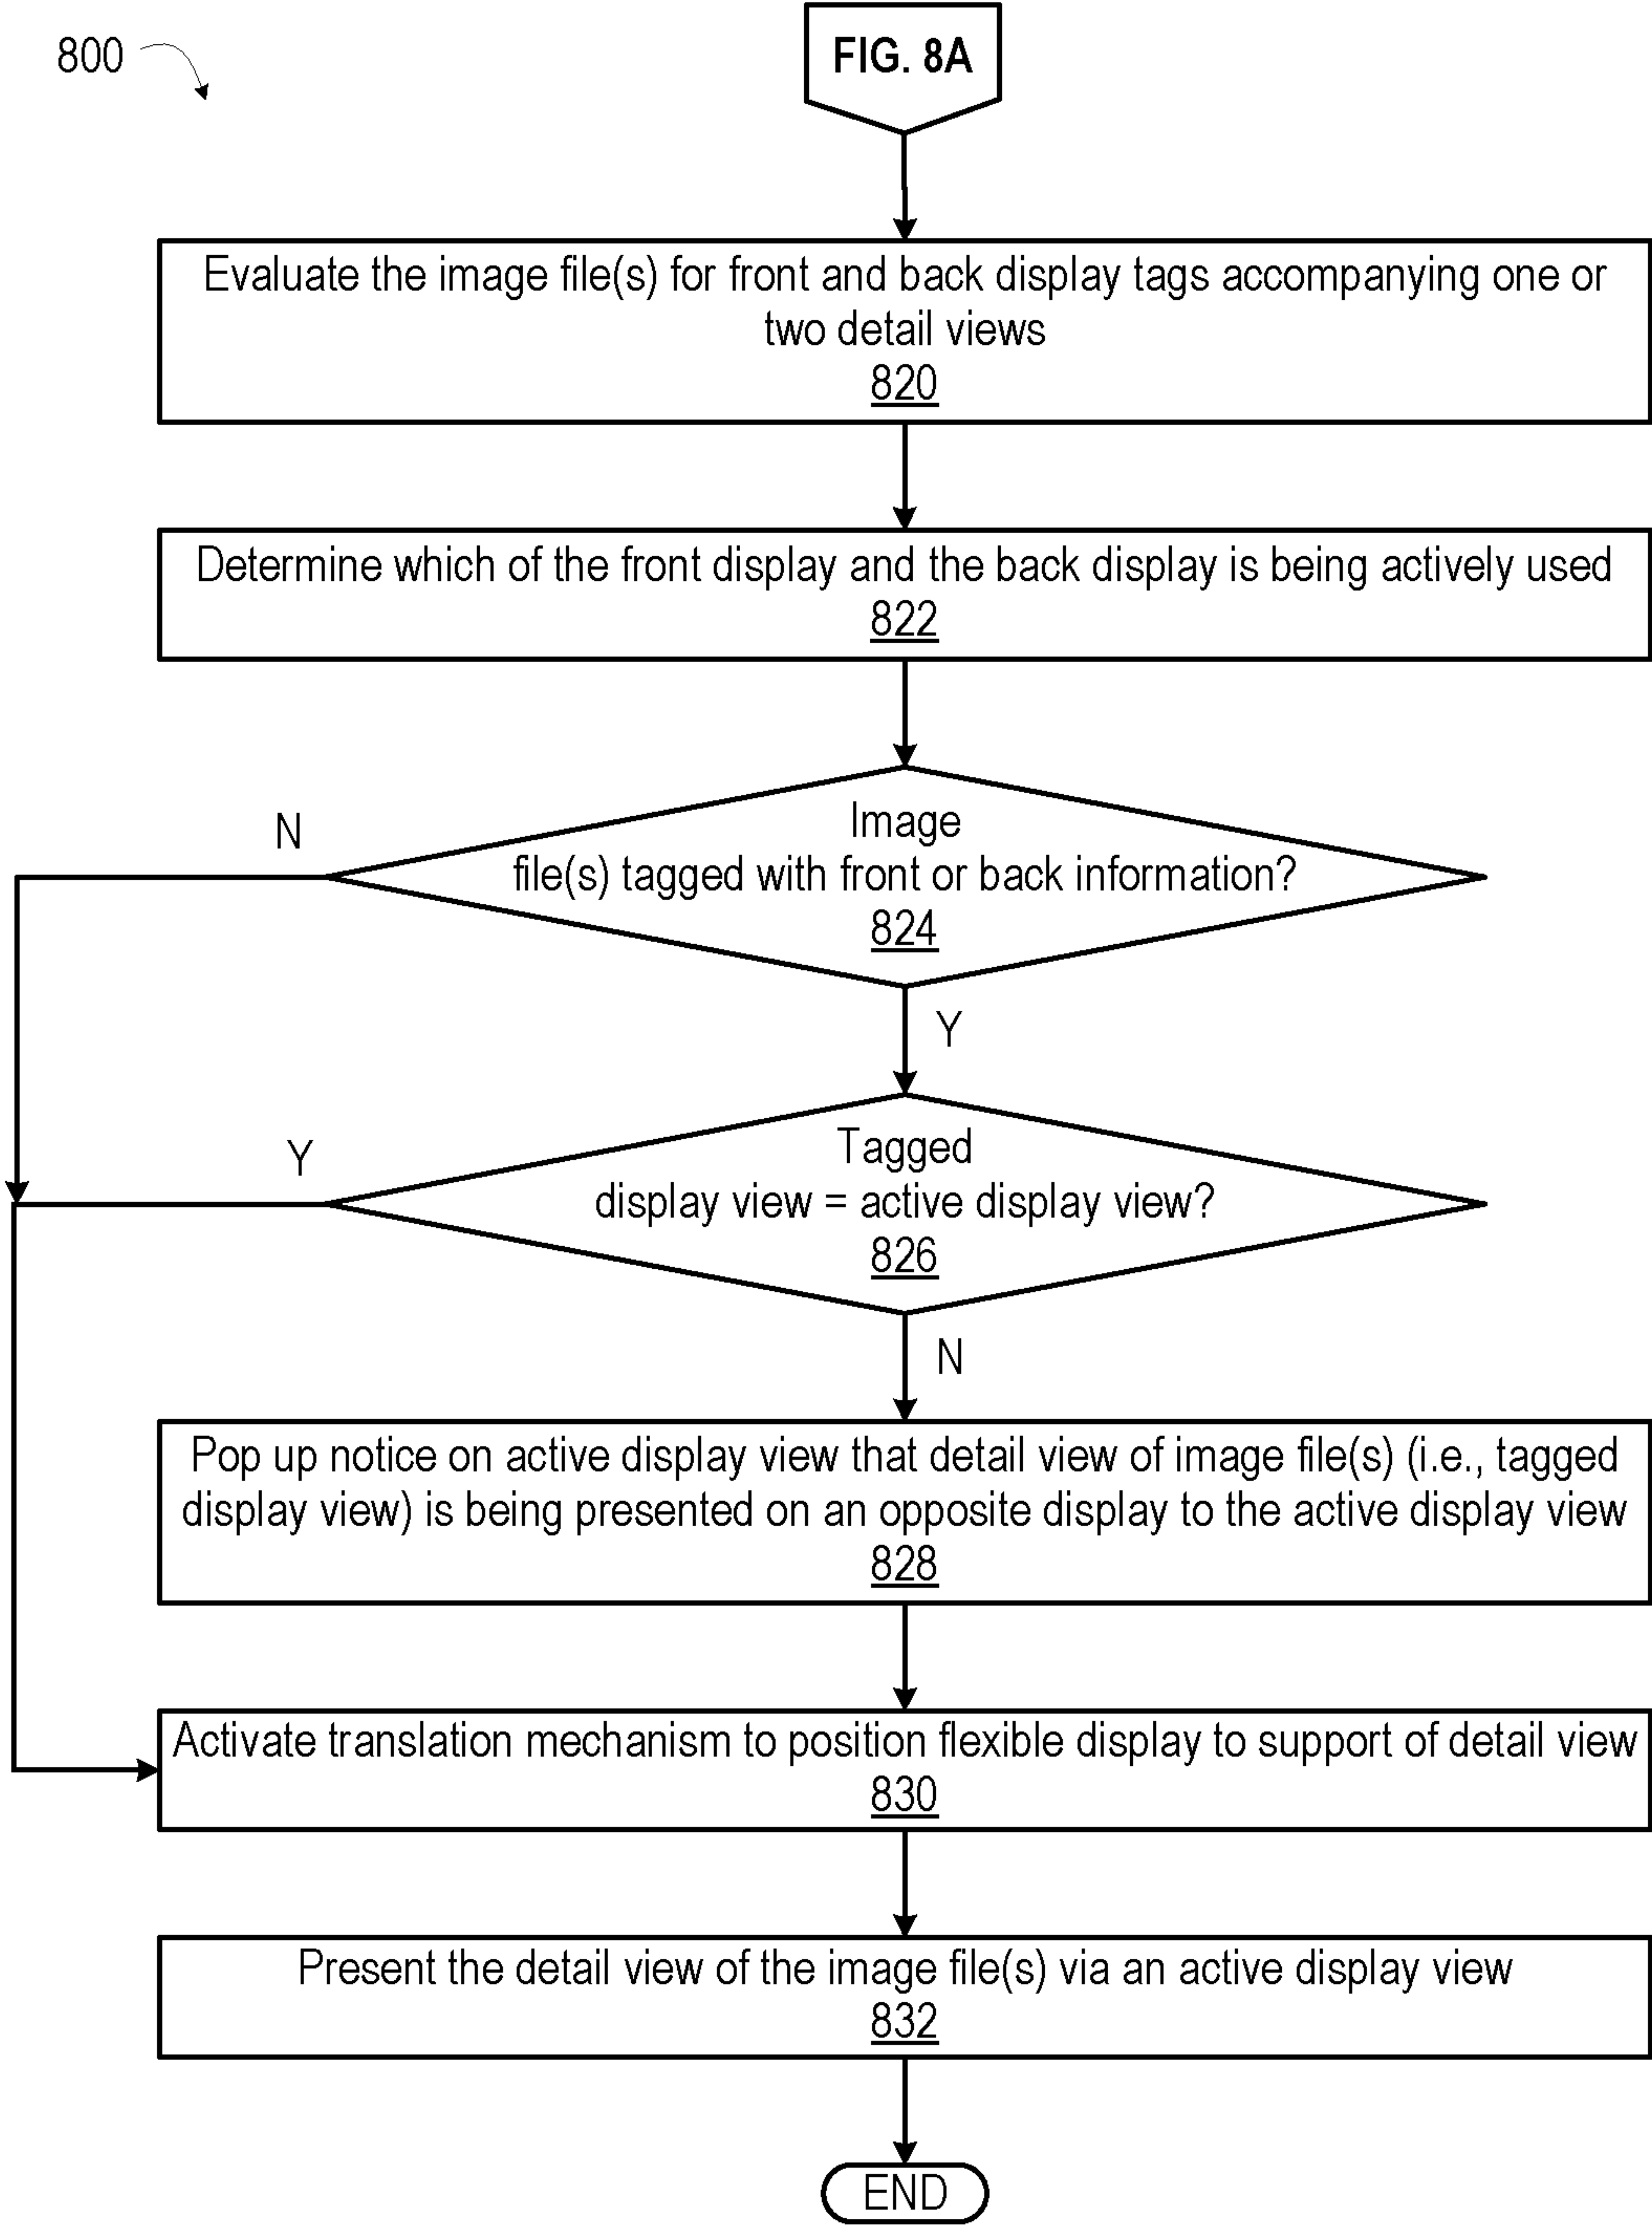 800
FIG. 8A
Evaluate the image file(s) for front and back display tags accompanying one or
two detail views
820
Determine which of the front display and the back display is being actively used
822
Image
file(s) tagged with front or back information?
824
N
Y
Tagged
display view = active display view?
826
Y
N
Pop up notice on active display view that detail view of image file(s) (i.e., tagged
display view) is being presented on an opposite display to the active display view
828
Activate translation mechanism to position flexible display to support of detail view
830
Present the detail view of the image file(s) via an active display view
832
END